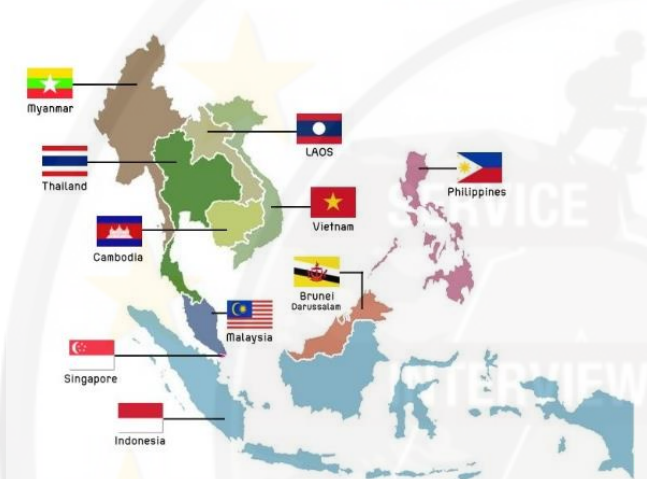 Myanmar
LAOS
Thailand
Philippines
SERVICE
Vietnam
Cambodia
Brunei
Darussalam
Malaysia
INTERVIEW
Singapore
Indonesia